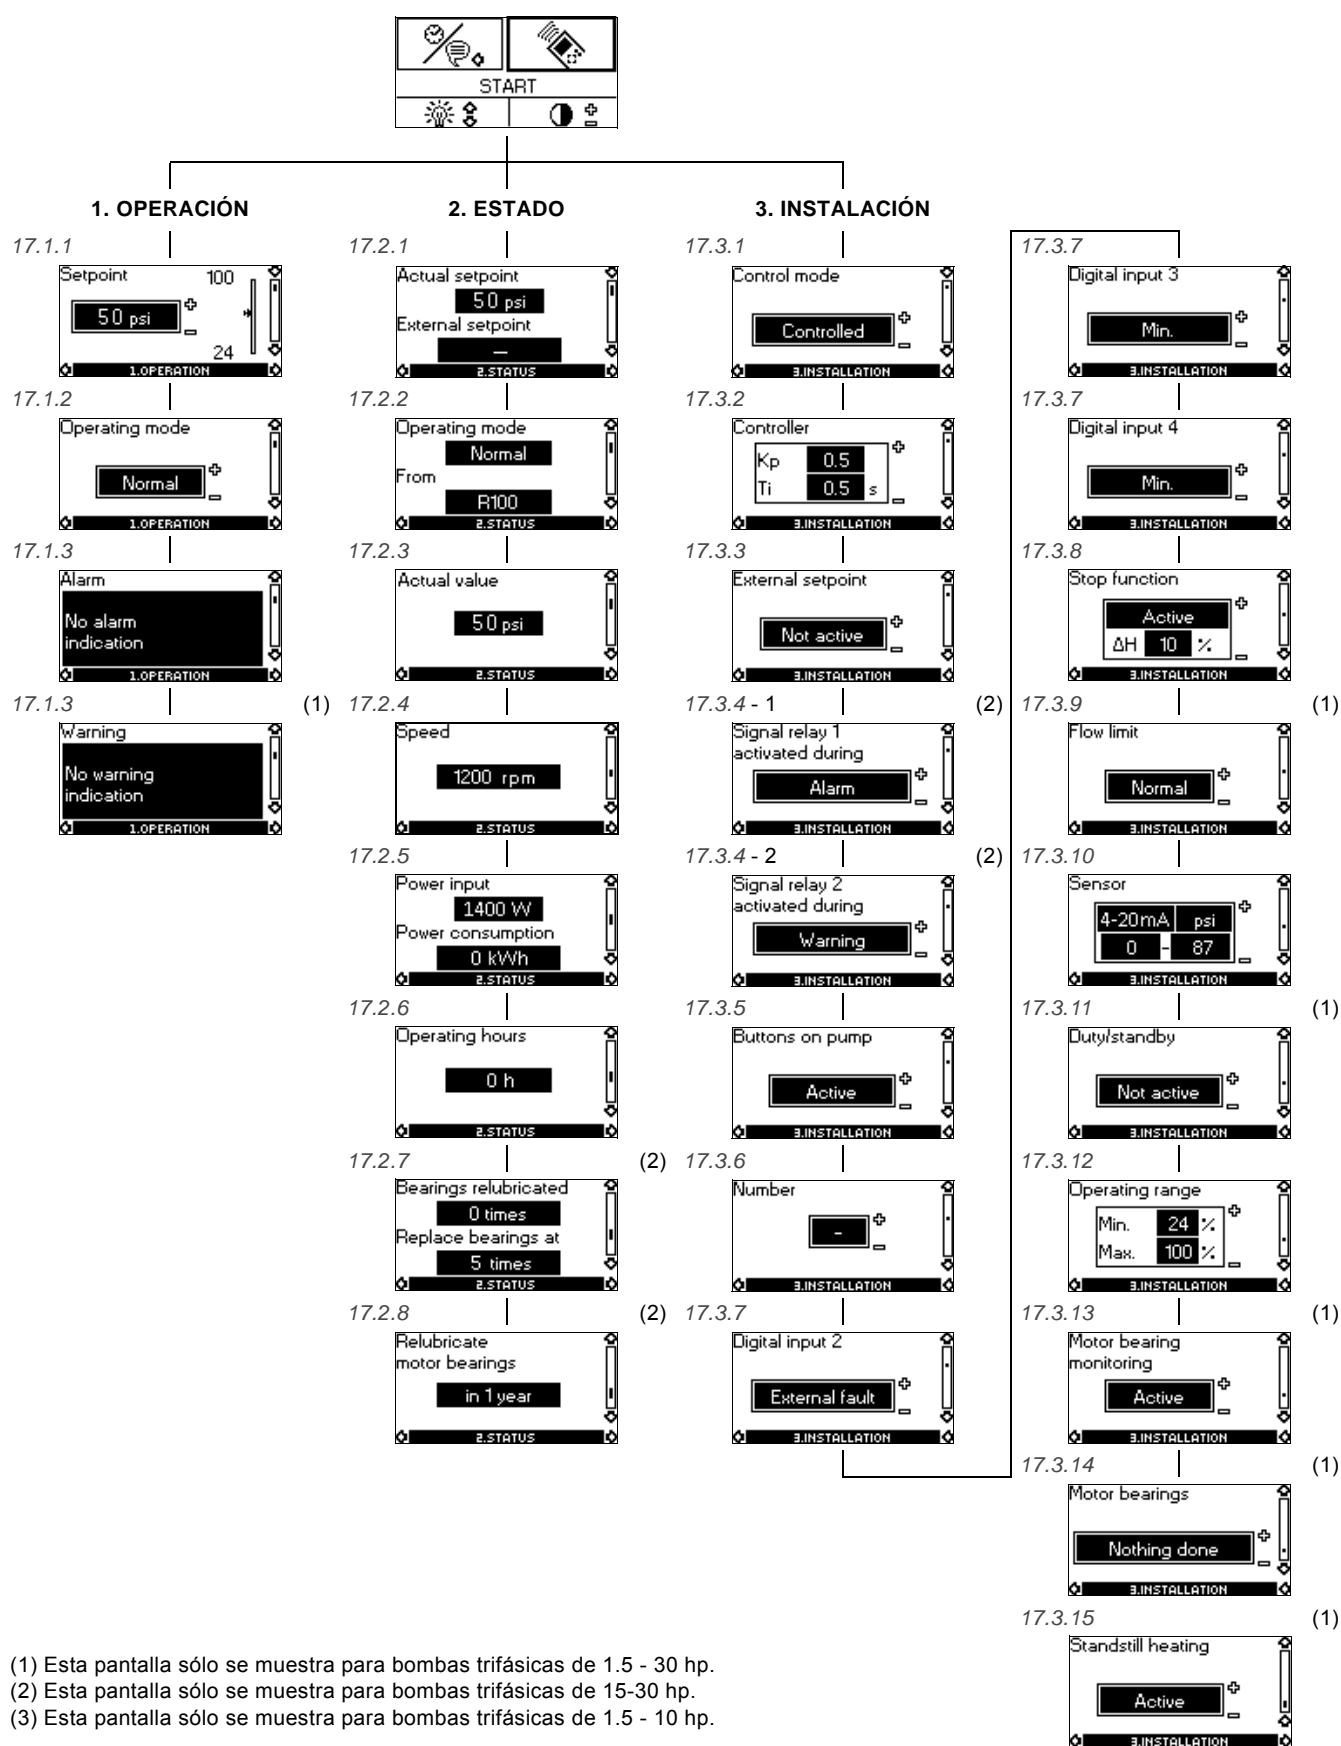 START
1. OPERACIÓN
17.1.1
Setpoint
100
50 psi
24
1.OPERATION
17.1.2
Operating mode
Normal
1.OPERATION
17.1.3
Alarm
No alarm
indication
1.OPERATION
17.1.3
(1)
Warning
No warning
indication
1.OPERATION
2. ESTADO
17.2.1
Actual setpoint
50 psi
External setpoint
—
2.STATUS
17.2.2
Operating mode
Normal
From
R100
2.STATUS
17.2.3
Actual value
50 psi
2.STATUS
17.2.4
Speed
1200 rpm
2.STATUS
17.2.5
Power input
1400 W
Power consumption
0 kWh
2.STATUS
17.2.6
Operating hours
0 h
2.STATUS
17.2.7
(2)
Bearings relubricated
0 times
Replace bearings at
5 times
2.STATUS
17.2.8
(2)
Relubricate
motor bearings
in 1 year
2.STATUS
3. INSTALACIÓN
17.3.1
Control mode
Controlled
3.INSTALLATION
17.3.2
Controller
Kp 0.5
Ti 0.5 s
3.INSTALLATION
17.3.3
External setpoint
Not active
3.INSTALLATION
17.3.4 - 1
(2)
Signal relay 1
activated during
Alarm
3.INSTALLATION
17.3.4 - 2
(2)
Signal relay 2
activated during
Warning
3.INSTALLATION
17.3.5
Buttons on pump
Active
3.INSTALLATION
17.3.6
Number
-
3.INSTALLATION
17.3.7
Digital input 2
External fault
3.INSTALLATION
17.3.7
Digital input 3
Min.
3.INSTALLATION
17.3.7
Digital input 4
Min.
3.INSTALLATION
17.3.8
Stop function
Active
ΔH 10 %
3.INSTALLATION
17.3.9
(1)
Flow limit
Normal
3.INSTALLATION
17.3.10
Sensor
4-20mA psi
0 - 87
3.INSTALLATION
17.3.11
(1)
Duty/standby
Not active
3.INSTALLATION
17.3.12
Operating range
Min. 24 %
Max. 100 %
3.INSTALLATION
17.3.13
(1)
Motor bearing
monitoring
Active
3.INSTALLATION
17.3.14
(1)
Motor bearings
Nothing done
3.INSTALLATION
17.3.15
(1)
Standstill heating
Active
3.INSTALLATION
(1) Esta pantalla sólo se muestra para bombas trifásicas de 1.5 - 30 hp.
(2) Esta pantalla sólo se muestra para bombas trifásicas de 15-30 hp.
(3) Esta pantalla sólo se muestra para bombas trifásicas de 1.5 - 10 hp.